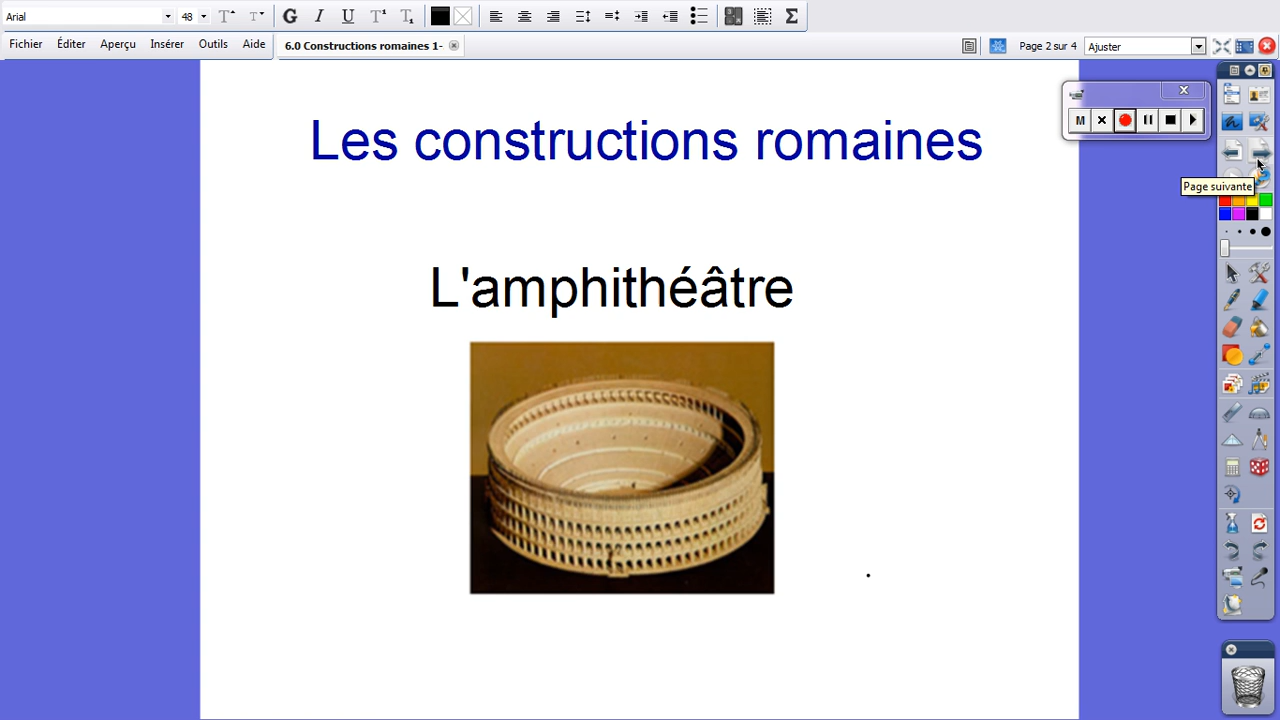 Arial 48 G I U T T
Fichier Éditer Aperçu Insérer Outils Aide 6.0 Constructions romaines 1- Page 2 sur 4 Ajuster
Les constructions romaines
M
Page suivante
L'amphithéâtre